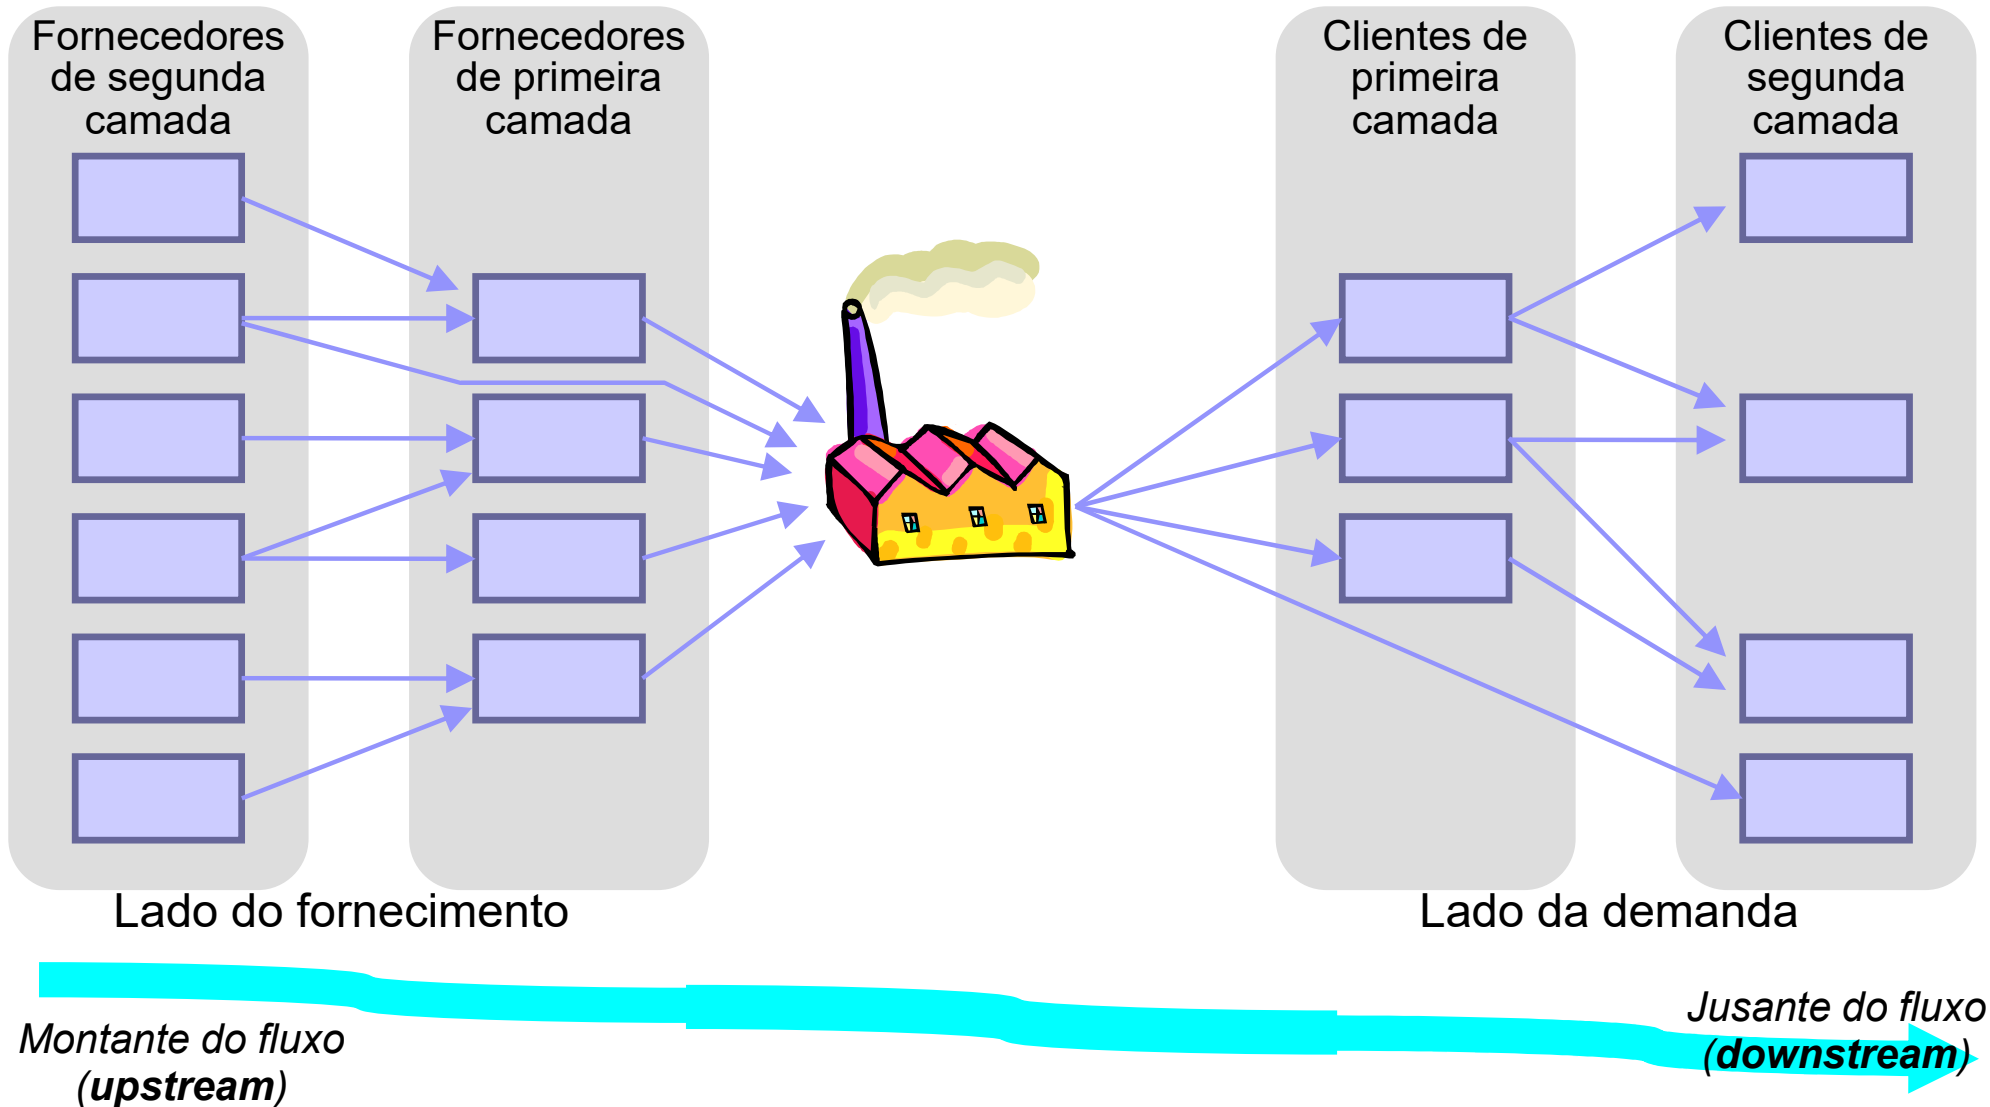 Fornecedores
de segunda
camada
Fornecedores
de primeira
camada
Clientes de
primeira
camada
Clientes de
segunda
camada
Lado do fornecimento
Lado da demanda
Montante do fluxo
(upstream)
Jusante do fluxo
(downstream)